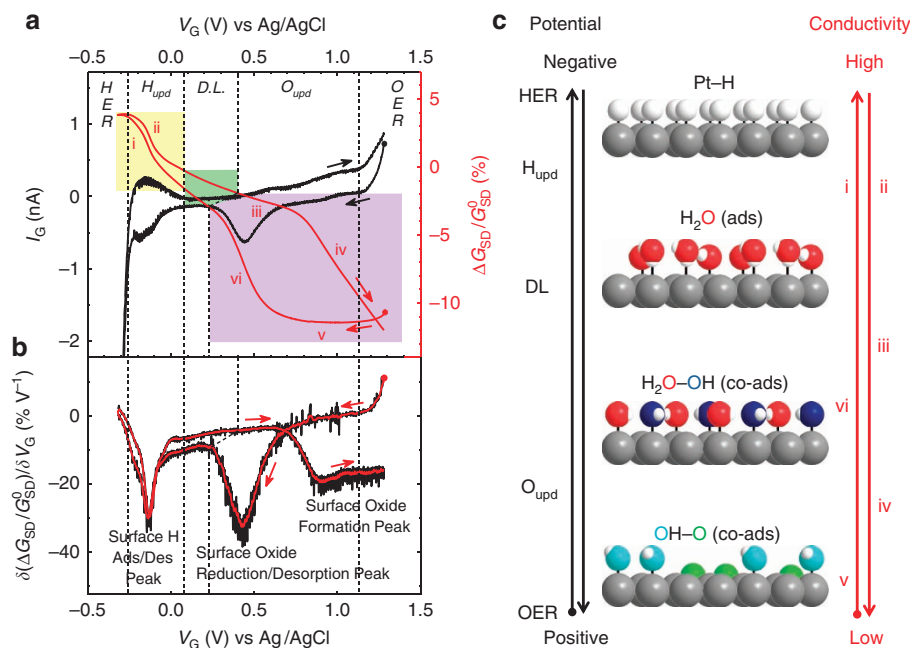 a
V_G (V) vs Ag/AgCl
−0.5 0.0 0.5 1.0 1.5
HER
H_upd
D.L.
O_upd
OER
1
0
−1
−2
I_G (nA)
5
0
−5
−10
ΔG_SD/G⁰_SD (%)
i
ii
iii
iv
v
vi
b
0
−20
−40
δ(ΔG_SD/G⁰_SD)/δV_G (% V⁻¹)
Surface H
Ads/Des
Peak
Surface Oxide
Reduction/Desorption Peak
Surface Oxide
Formation Peak
−0.5 0.0 0.5 1.0 1.5
V_G (V) vs Ag/AgCl
c
Potential
Conductivity
Negative
High
HER
H_upd
DL
O_upd
OER
Positive
Pt–H
H₂O (ads)
H₂O–OH (co-ads)
OH–O (co-ads)
i
ii
iii
vi
iv
v
Low